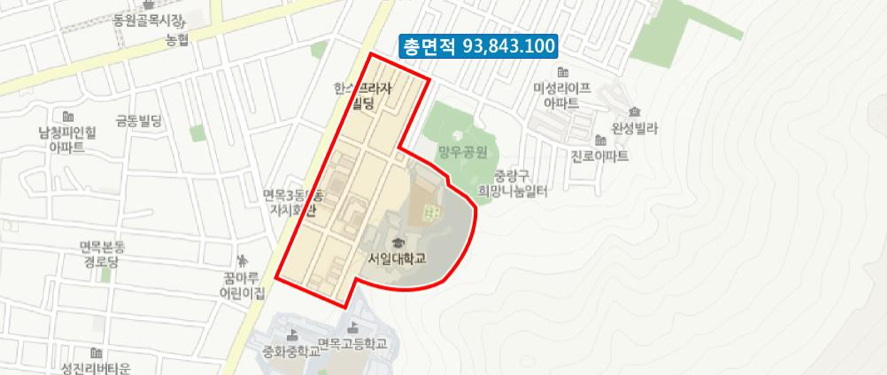 동원골목시장
농협
총면적 93,843.100
한스프라자
빌딩
미성라이프
아파트
남청파인힐
아파트
금동빌딩
완성빌라
망우공원
진로아파트
중랑구
희망나눔일터
면목3동
자치회관
서일대학교
면목본동
경로당
꿈마루
어린이집
중화중학교
면목고등학교
성진리버타운